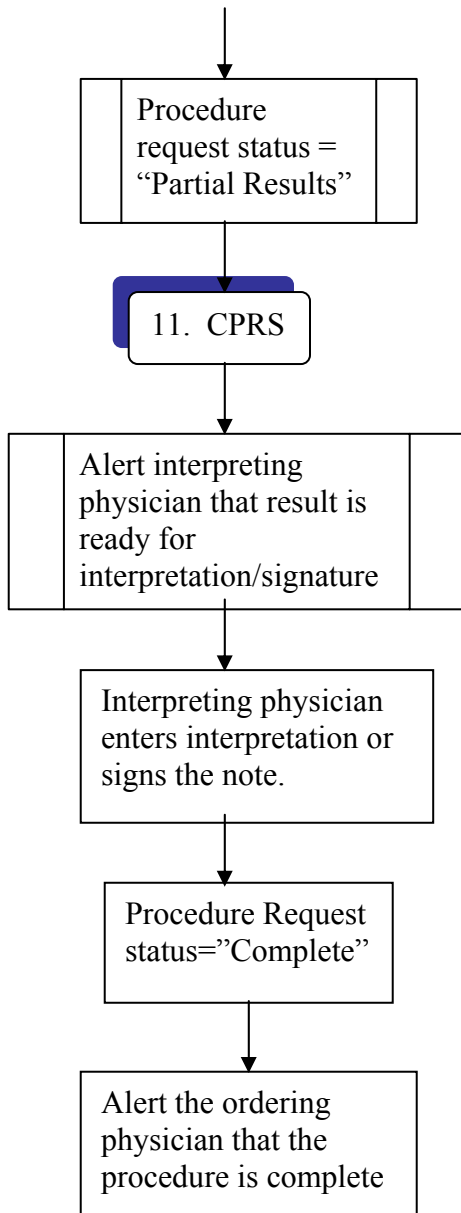 Procedure
request status =
“Partial Results”
11. CPRS
Alert interpreting
physician that result is
ready for
interpretation/signature
Interpreting physician
enters interpretation or
signs the note.
Procedure Request
status=”Complete”
Alert the ordering
physician that the
procedure is complete